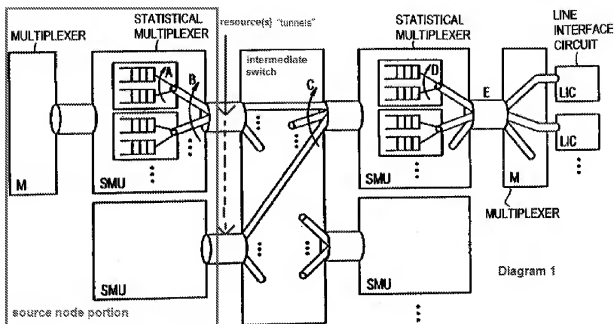 STATISTICAL
MULTIPLEXER
resource(s) "tunnels"
MULTIPLEXER
intermediate
switch
STATISTICAL
MULTIPLEXER
LINE
INTERFACE
CIRCUIT
A
B
C
D
E
LIC
LIC
M
SMU
SMU
M
MULTIPLEXER
SMU
SMU
Diagram 1
source node portion